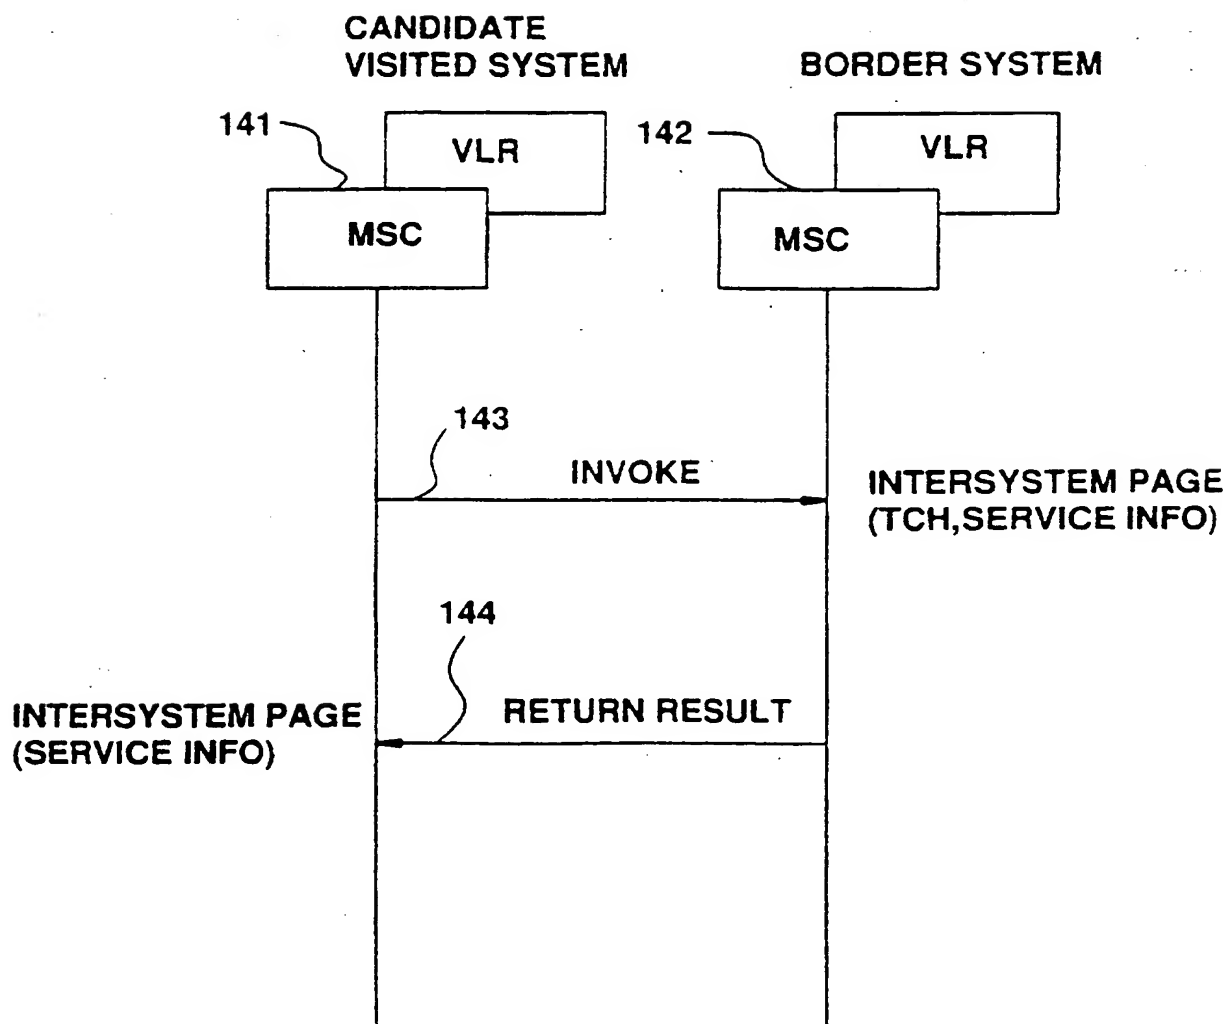 CANDIDATE
VISITED SYSTEM
BORDER SYSTEM
141
VLR
142
VLR
MSC
MSC
143
INVOKE
INTERSYSTEM PAGE
(TCH,SERVICE INFO)
144
RETURN RESULT
INTERSYSTEM PAGE
(SERVICE INFO)